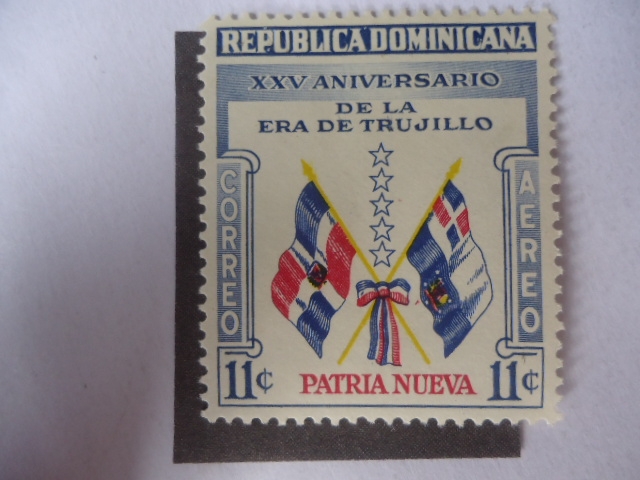 REPUBLICA DOMINICANA
XXV ANIVERSARIO
DE LA
ERA DE TRUJILLO
CORREO
AEREO
11¢
PATRIA NUEVA
11¢